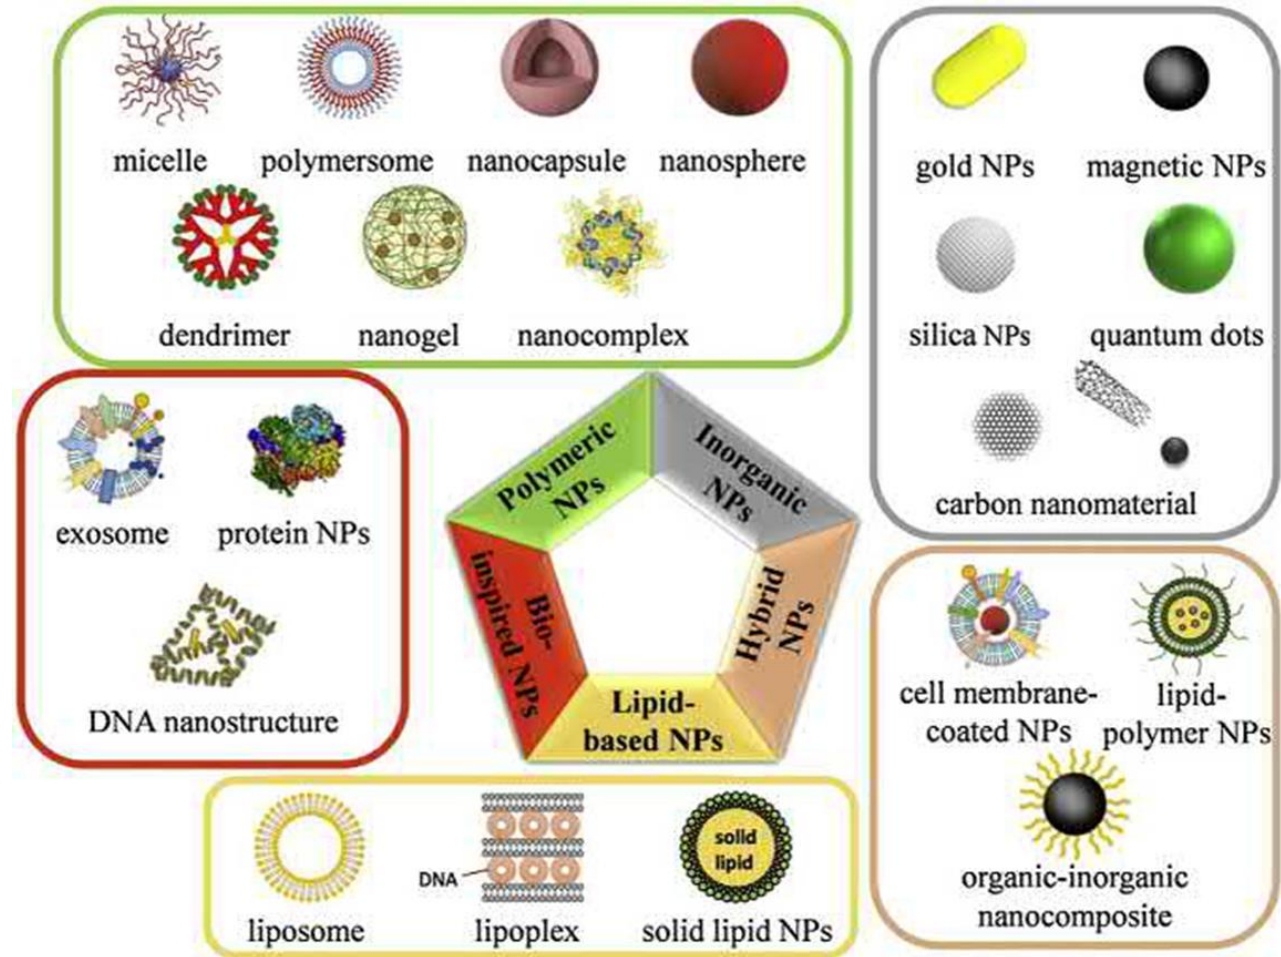 micelle
polymersome
nanocapsule
nanosphere
dendrimer
nanogel
nanocomplex
gold NPs
magnetic NPs
silica NPs
quantum dots
carbon nanomaterial
exosome
protein NPs
DNA nanostructure
Polymeric
NPs
Inorganic
NPs
Bio-
inspired NPs
Hybrid
NPs
Lipid-
based NPs
cell membrane-
coated NPs
lipid-
polymer NPs
organic-inorganic
nanocomposite
DNA
solid
lipid
liposome
lipoplex
solid lipid NPs